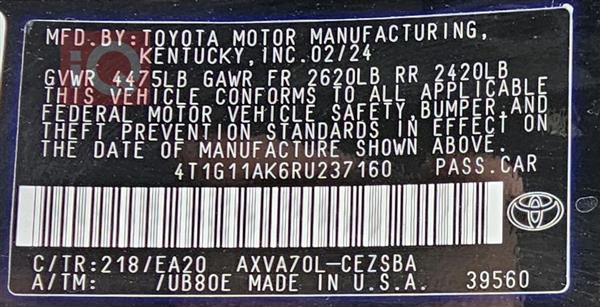 MFD.BY:TOYOTA MOTOR MANUFACTURING,
KENTUCKY,INC.02/24
GVWR 4475LB GAWR FR 2620LB RR 2420LB
THIS VEHICLE CONFORMS TO ALL APPLICABLE
FEDERAL MOTOR VEHICLE SAFETY,BUMPER,AND
THEFT PREVENTION STANDARDS IN EFFECT ON
THE DATE OF MANUFACTURE SHOWN ABOVE.
4T1G11AK6RU237160 PASS.CAR
C/TR:218/EA20 AXVA70L-CEZSBA
A/TM: /UB80E MADE IN U.S.A. 39560